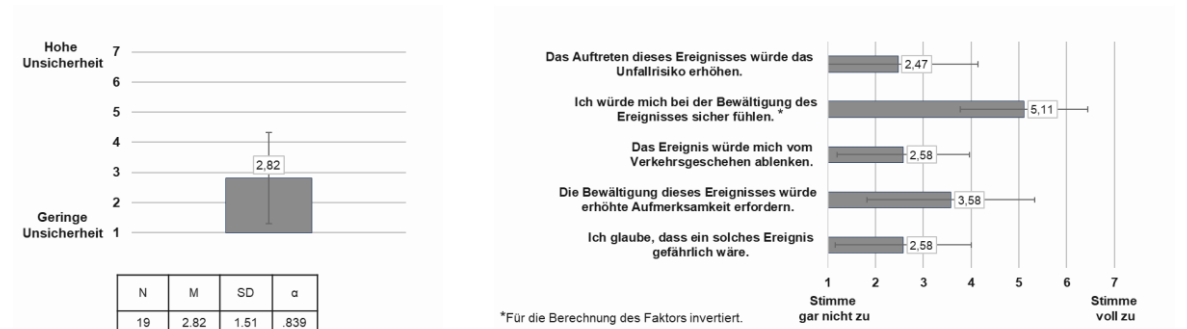 Hohe
Unsicherheit
7
6
5
4
3
2
Geringe
Unsicherheit
1
2,82
N M SD α
19 2.82 1.51 .839
Das Auftreten dieses Ereignisses würde das
Unfallrisiko erhöhen.
2,47
Ich würde mich bei der Bewältigung des
Ereignisses sicher fühlen. *
5,11
Das Ereignis würde mich vom
Verkehrsgeschehen ablenken.
2,58
Die Bewältigung dieses Ereignisses würde
erhöhte Aufmerksamkeit erfordern.
3,58
Ich glaube, dass ein solches Ereignis
gefährlich wäre.
2,58
1 2 3 4 5 6 7
Stimme
gar nicht zu
Stimme
voll zu
*Für die Berechnung des Faktors invertiert.